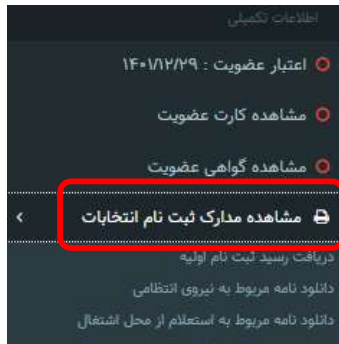 اطلاعات تکمیلی
اعتبار عضویت : ۱۴۰۱/۱۲/۲۹
مشاهده کارت عضویت
مشاهده گواهی عضویت
مشاهده مدارک ثبت نام انتخابات
دریافت رسید ثبت نام اولیه
دانلود نامه مربوط به نیروی انتظامی
دانلود نامه مربوط به استعلام از محل اشتغال